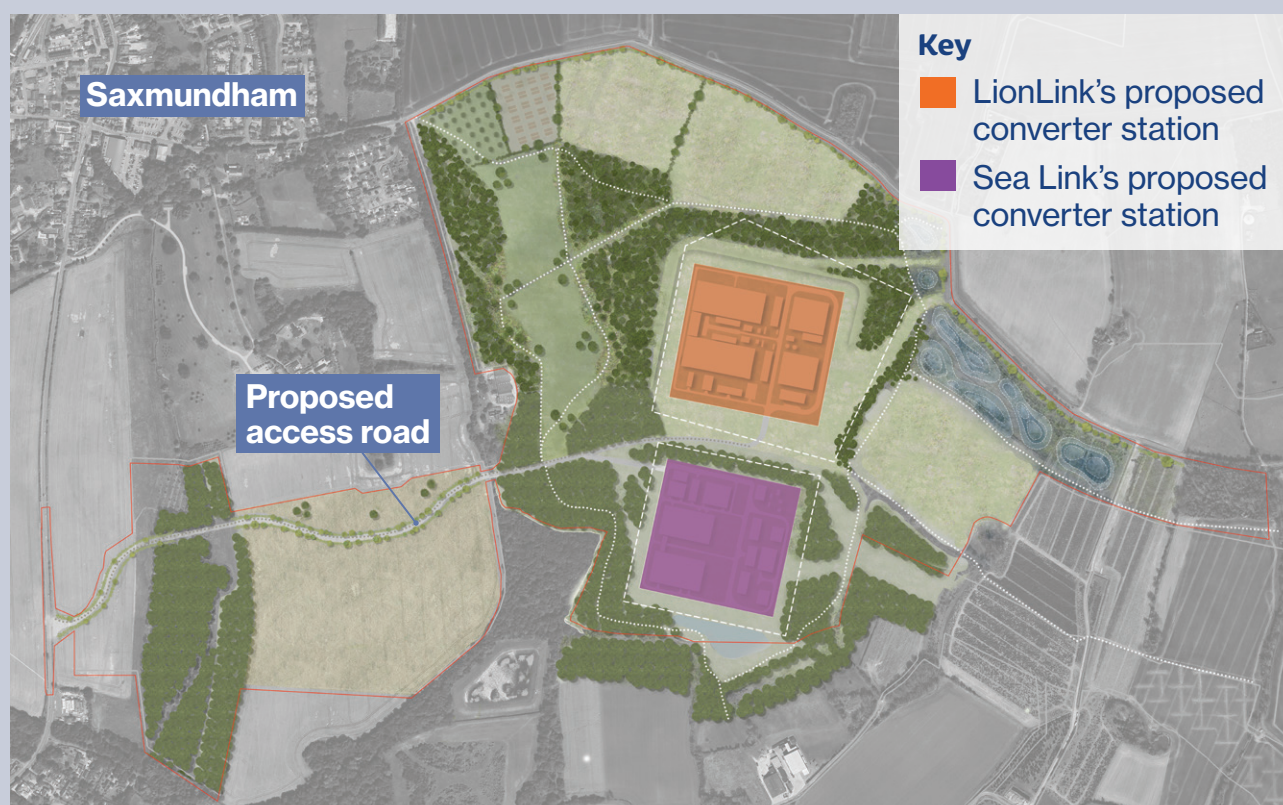 Saxmundham
Proposed
access road
Key
LionLink's proposed
converter station
Sea Link's proposed
converter station